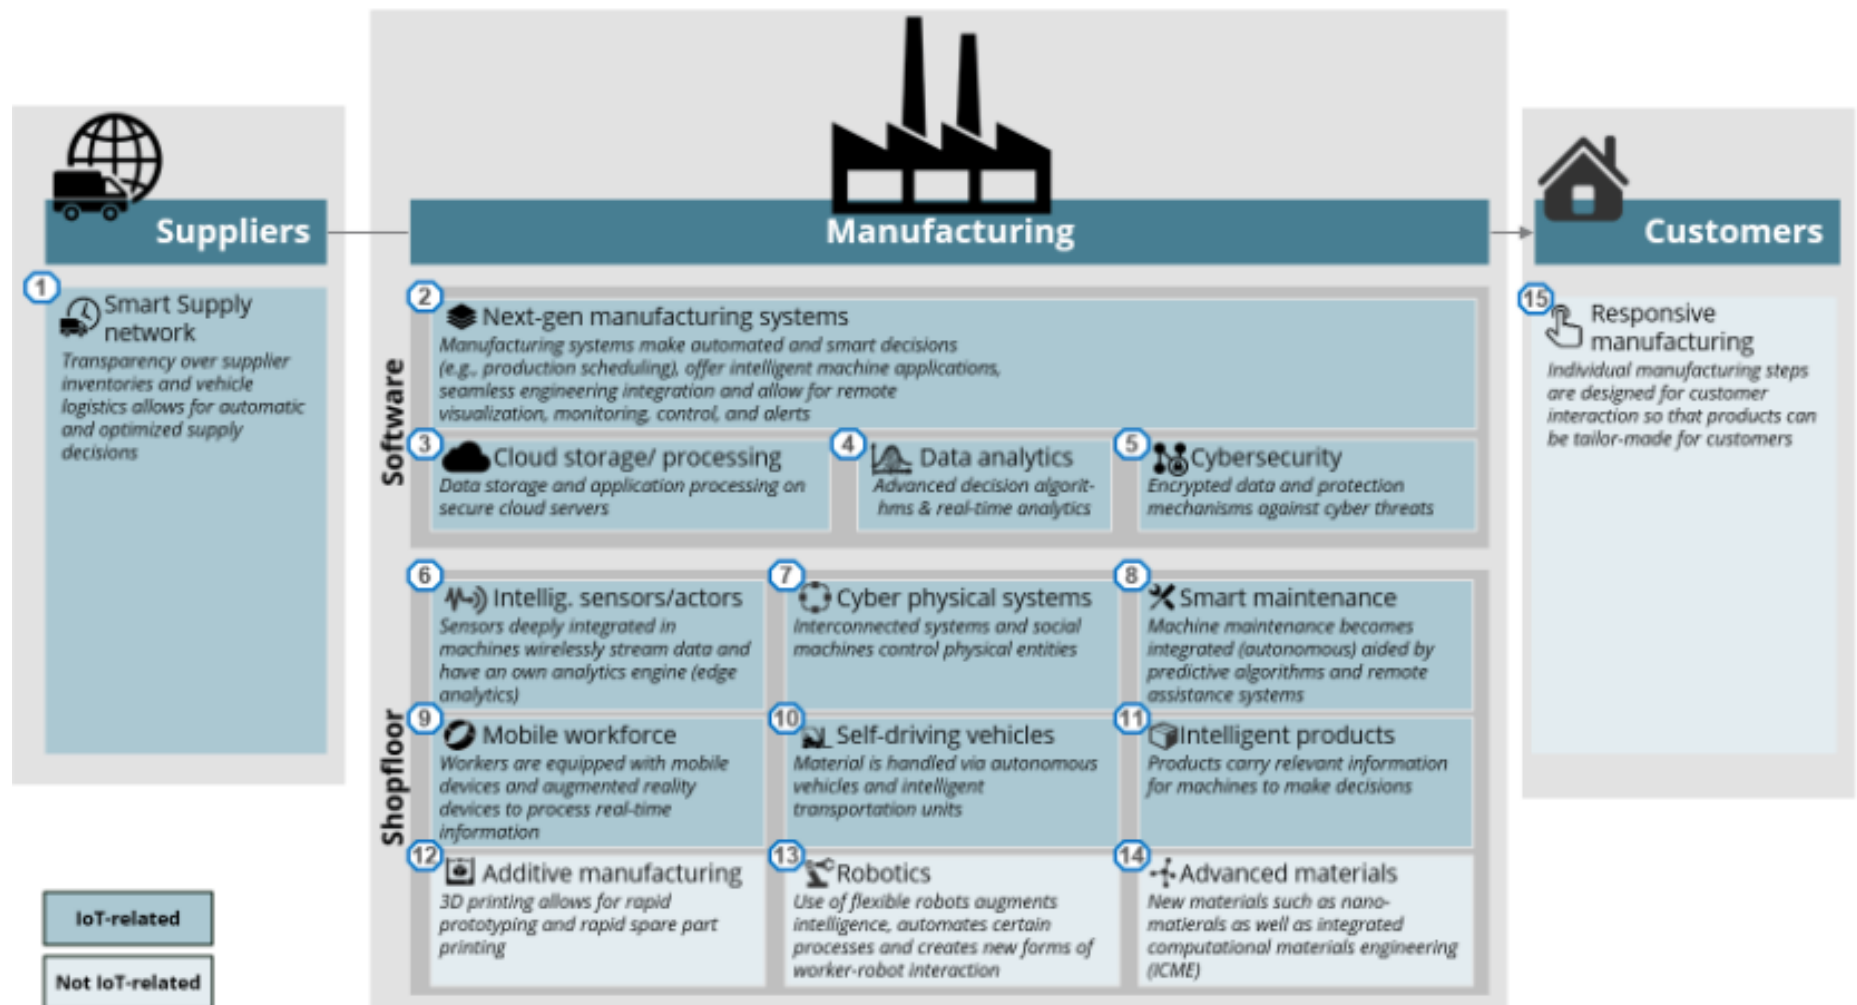 Suppliers
Manufacturing
Customers
1
Smart Supply
network
Transparency over supplier
inventories and vehicle
logistics allows for automatic
and optimized supply
decisions
Software
2
Next-gen manufacturing systems
Manufacturing systems make automated and smart decisions
(e.g., production scheduling), offer intelligent machine applications,
seamless engineering integration and allow for remote
visualization, monitoring, control, and alerts
3
Cloud storage/ processing
Data storage and application processing on
secure cloud servers
4
Data analytics
Advanced decision algorit-
hms & real-time analytics
5
Cybersecurity
Encrypted data and protection
mechanisms against cyber threats
Shopfloor
6
Intellig. sensors/actors
Sensors deeply integrated in
machines wirelessly stream data and
have an own analytics engine (edge
analytics)
7
Cyber physical systems
Interconnected systems and social
machines control physical entities
8
Smart maintenance
Machine maintenance becomes
integrated (autonomous) aided by
predictive algorithms and remote
assistance systems
9
Mobile workforce
Workers are equipped with mobile
devices and augmented reality
devices to process real-time
information
10
Self-driving vehicles
Material is handled via autonomous
vehicles and intelligent
transportation units
11
Intelligent products
Products carry relevant information
for machines to make decisions
12
Additive manufacturing
3D printing allows for rapid
prototyping and rapid spare part
printing
13
Robotics
Use of flexible robots augments
intelligence, automates certain
processes and creates new forms of
worker-robot interaction
14
Advanced materials
New materials such as nano-
matierals as well as integrated
computational materials engineering
(ICME)
15
Responsive
manufacturing
Individual manufacturing steps
are designed for customer
interaction so that products can
be tailor-made for customers
IoT-related
Not IoT-related